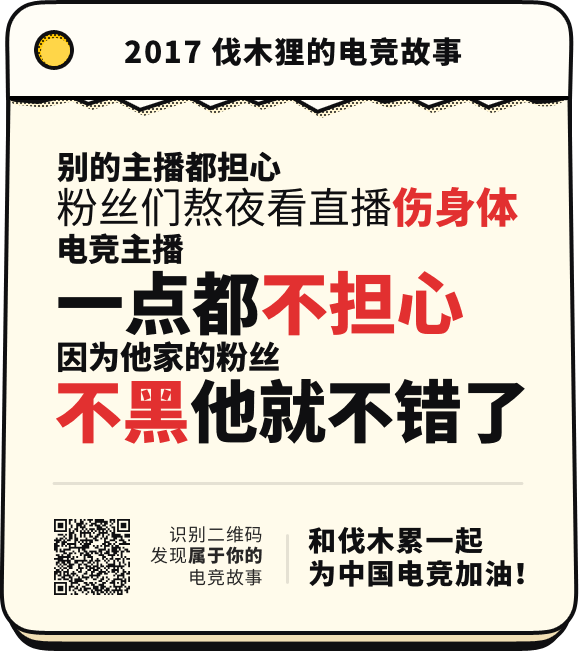 2017 伐木狸的电竞故事
别的主播都担心
粉丝们熬夜看直播伤身体
电竞主播
一点都不担心
因为他家的粉丝
不黑他就不错了
识别二维码
发现属于你的
电竞故事
和伐木累一起
为中国电竞加油!